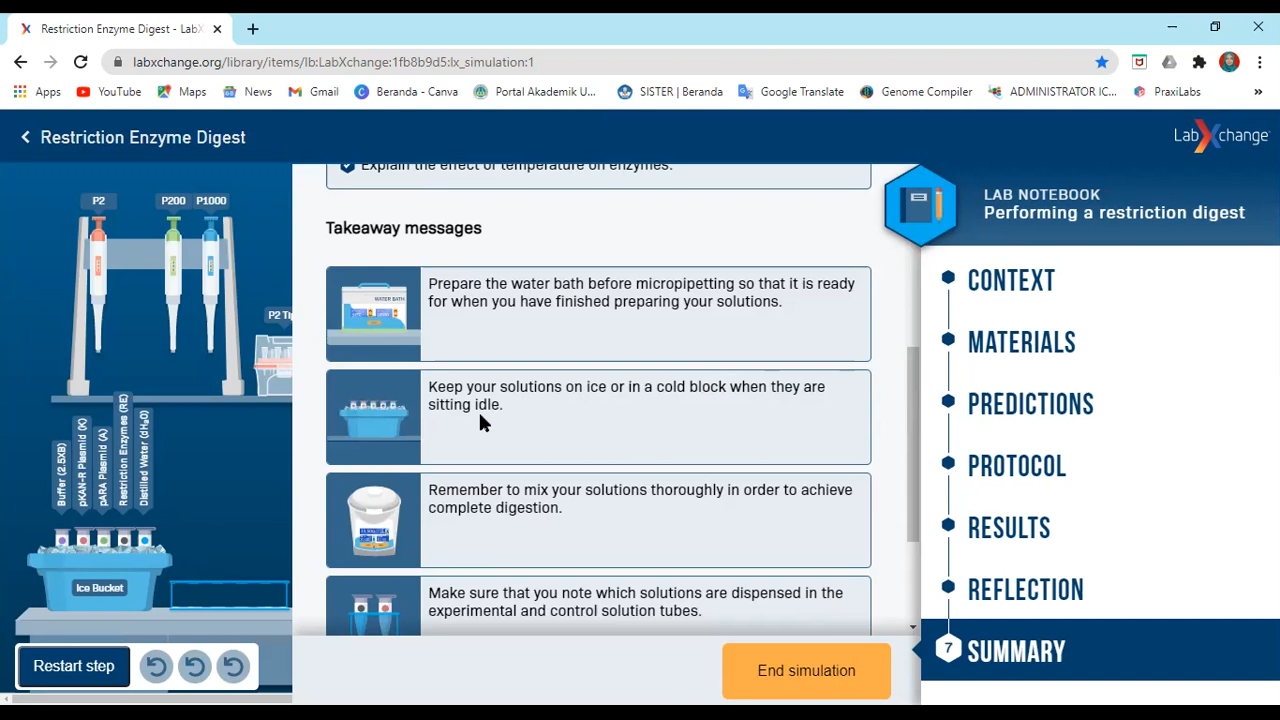 Restriction Enzyme Digest - LabX
labxchange.org/library/items/lb:LabXchange:1fb8b9d5:lx_simulation:1
Apps YouTube Maps News Gmail Beranda - Canva Portal Akademik U... SISTER | Beranda Google Translate Genome Compiler ADMINISTRATOR IC... PraxiLabs »
Restriction Enzyme Digest
LabXchange
P2 P200 P1000
P2 Tip
Buffer (2.5XB)
pKAN-R Plasmid (K)
pARA Plasmid (A)
Restriction Enzymes (RE)
Distilled Water (dH₂O)
Ice Bucket
Restart step
Explain the effect of temperature on enzymes.
Takeaway messages
WATER BATH
Prepare the water bath before micropipetting so that it is ready
for when you have finished preparing your solutions.
Keep your solutions on ice or in a cold block when they are
sitting idle.
Remember to mix your solutions thoroughly in order to achieve
complete digestion.
Make sure that you note which solutions are dispensed in the
experimental and control solution tubes.
End simulation
LAB NOTEBOOK
Performing a restriction digest
CONTEXT
MATERIALS
PREDICTIONS
PROTOCOL
RESULTS
REFLECTION
7 SUMMARY